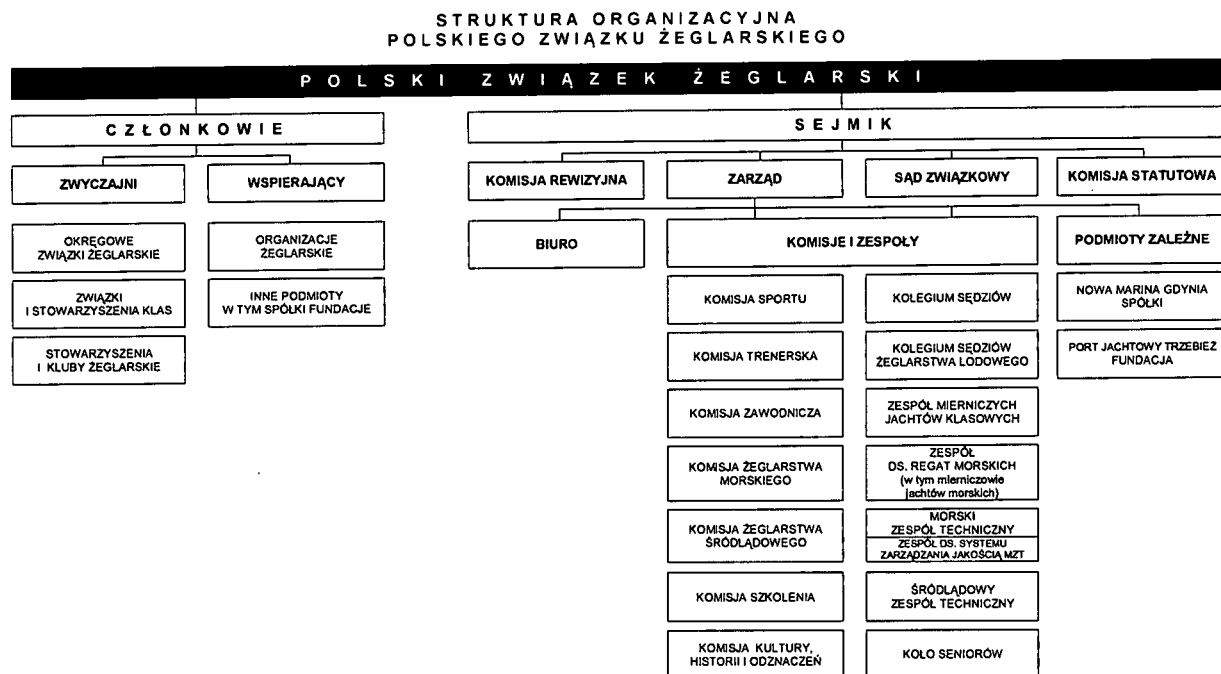 STRUKTURA ORGANIZACYJNA
POLSKIEGO ZWIĄZKU ŻEGLARSKIEGO
POLSKI ZWIĄZEK ŻEGLARSKI
CZŁONKOWIE
ZWYCZAJNI
WSPIERAJĄCY
OKRĘGOWE
ZWIĄZKI ŻEGLARSKIE
ZWIĄZKI
I STOWARZYSZENIA KLAS
STOWARZYSZENIA
I KLUBY ŻEGLARSKIE
ORGANIZACJE
ŻEGLARSKIE
INNE PODMIOTY
W TYM SPÓŁKI FUNDACJE
SEJMIK
KOMISJA REWIZYJNA
ZARZĄD
SĄD ZWIĄZKOWY
KOMISJA STATUTOWA
BIURO
KOMISJE I ZESPOŁY
PODMIOTY ZALEŻNE
KOMISJA SPORTU
KOMISJA TRENERSKA
KOMISJA ZAWODNICZA
KOMISJA ŻEGLARSTWA
MORSKIEGO
KOMISJA ŻEGLARSTWA
ŚRÓDLĄDOWEGO
KOMISJA SZKOLENIA
KOMISJA KULTURY,
HISTORII I ODZNACZEŃ
KOLEGIUM SĘDZIÓW
KOLEGIUM SĘDZIÓW
ŻEGLARSTWA LODOWEGO
ZESPÓŁ MIERNICZYCH
JACHTÓW KLASOWYCH
ZESPÓŁ
DS. REGAT MORSKICH
(w tym mierniczowie
jachtów morskich)
MORSKI
ZESPÓŁ TECHNICZNY
ZESPÓŁ DS. SYSTEMU
ZARZĄDZANIA JAKOŚCIĄ MZT
ŚRÓDLĄDOWY
ZESPÓŁ TECHNICZNY
KOŁO SENIORÓW
NOWA MARINA GDYNIA
SPÓŁKI
PORT JACHTOWY TRZEBIEŻ
FUNDACJA